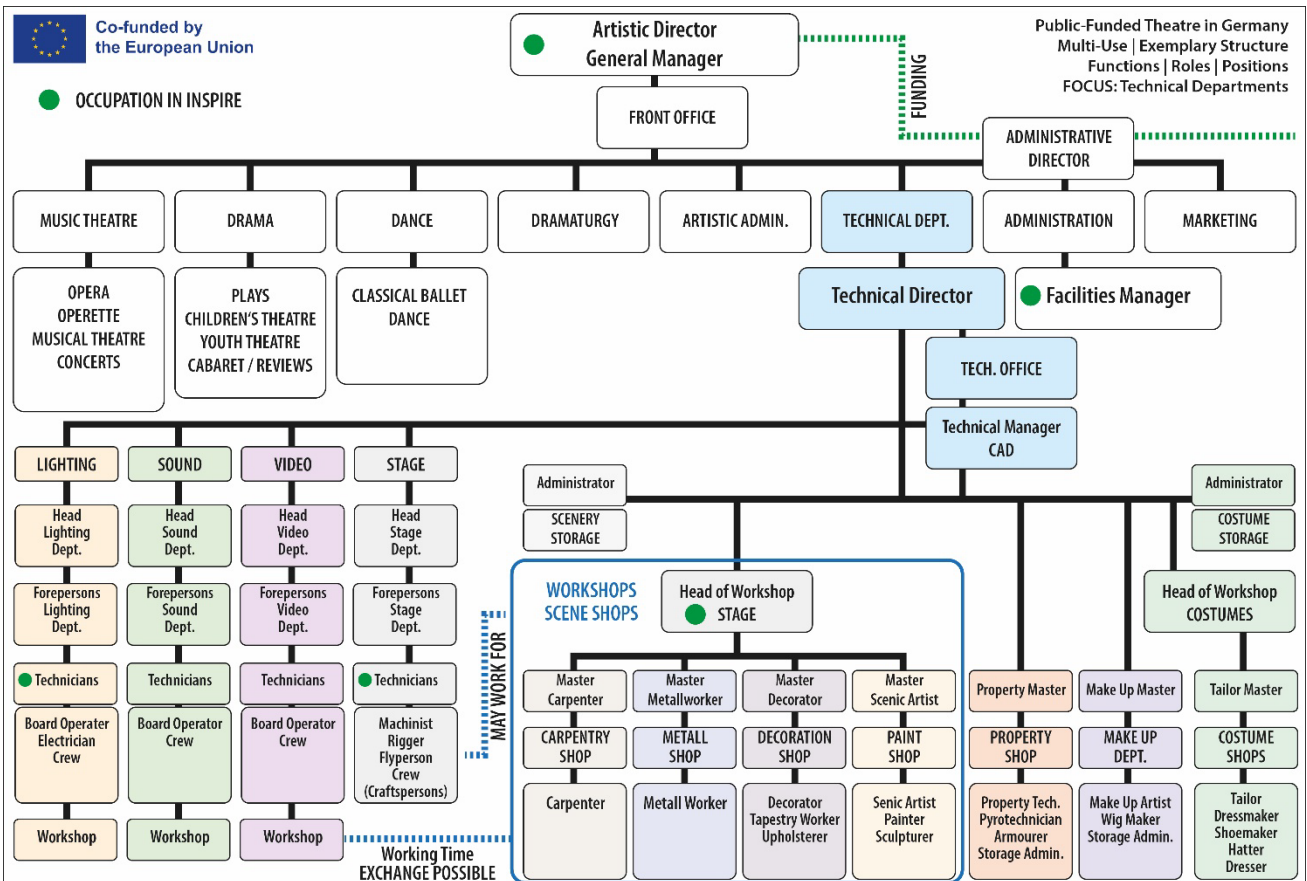 Co-funded by
the European Union
OCCUPATION IN INSPIRE
Artistic Director
General Manager
FUNDING
Public-Funded Theatre in Germany
Multi-Use | Exemplary Structure
Functions | Roles | Positions
FOCUS: Technical Departments
FRONT OFFICE
ADMINISTRATIVE
DIRECTOR
MUSIC THEATRE
DRAMA
DANCE
DRAMATURGY
ARTISTIC ADMIN.
TECHNICAL DEPT.
ADMINISTRATION
MARKETING
OPERA
OPERETTE
MUSICAL THEATRE
CONCERTS
PLAYS
CHILDREN'S THEATRE
YOUTH THEATRE
CABARET / REVIEWS
CLASSICAL BALLET
DANCE
Technical Director
Facilities Manager
TECH. OFFICE
Technical Manager
CAD
LIGHTING
SOUND
VIDEO
STAGE
Head
Lighting
Dept.
Head
Sound
Dept.
Head
Video
Dept.
Head
Stage
Dept.
Forepersons
Lighting
Dept.
Forepersons
Sound
Dept.
Forepersons
Video
Dept.
Forepersons
Stage
Dept.
Technicians
Technicians
Technicians
Technicians
Board Operater
Electrician
Crew
Board Operator
Crew
Board Operator
Crew
Machinist
Rigger
Flyperson
Crew
(Craftspersons)
Workshop
Workshop
Workshop
MAY WORK FOR
Working Time
EXCHANGE POSSIBLE
Administrator
SCENERY
STORAGE
Administrator
COSTUME
STORAGE
WORKSHOPS
SCENE SHOPS
Head of Workshop
STAGE
Head of Workshop
COSTUMES
Master
Carpenter
Master
Metallworker
Master
Decorator
Master
Scenic Artist
Property Master
Make Up Master
Tailor Master
CARPENTRY
SHOP
METALL
SHOP
DECORATION
SHOP
PAINT
SHOP
PROPERTY
SHOP
MAKE UP
DEPT.
COSTUME
SHOPS
Carpenter
Metall Worker
Decorator
Tapestry Worker
Upholsterer
Senic Artist
Painter
Sculpturer
Property Tech.
Pyrotechnician
Armourer
Storage Admin.
Make Up Artist
Wig Maker
Storage Admin.
Tailor
Dressmaker
Shoemaker
Hatter
Dresser